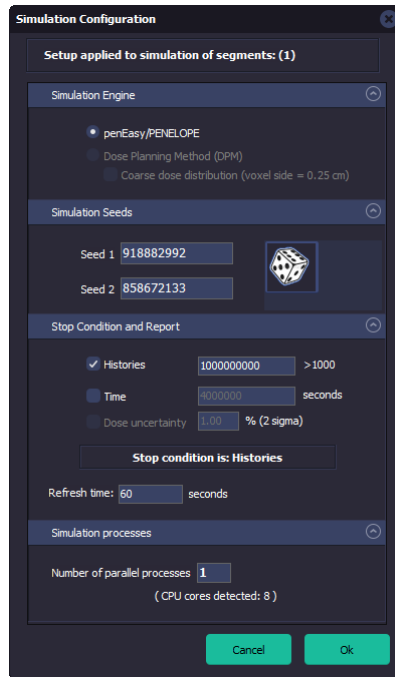 Simulation Configuration
Setup applied to simulation of segments: (1)
Simulation Engine
penEasy/PENELOPE
Dose Planning Method (DPM)
Coarse dose distribution (voxel side = 0.25 cm)
Simulation Seeds
Seed 1 918882992
Seed 2 858672133
Stop Condition and Report
Histories 1000000000 >1000
Time 4000000 seconds
Dose uncertainty 1.00 % (2 sigma)
Stop condition is: Histories
Refresh time: 60 seconds
Simulation processes
Number of parallel processes 1
( CPU cores detected: 8 )
Cancel Ok